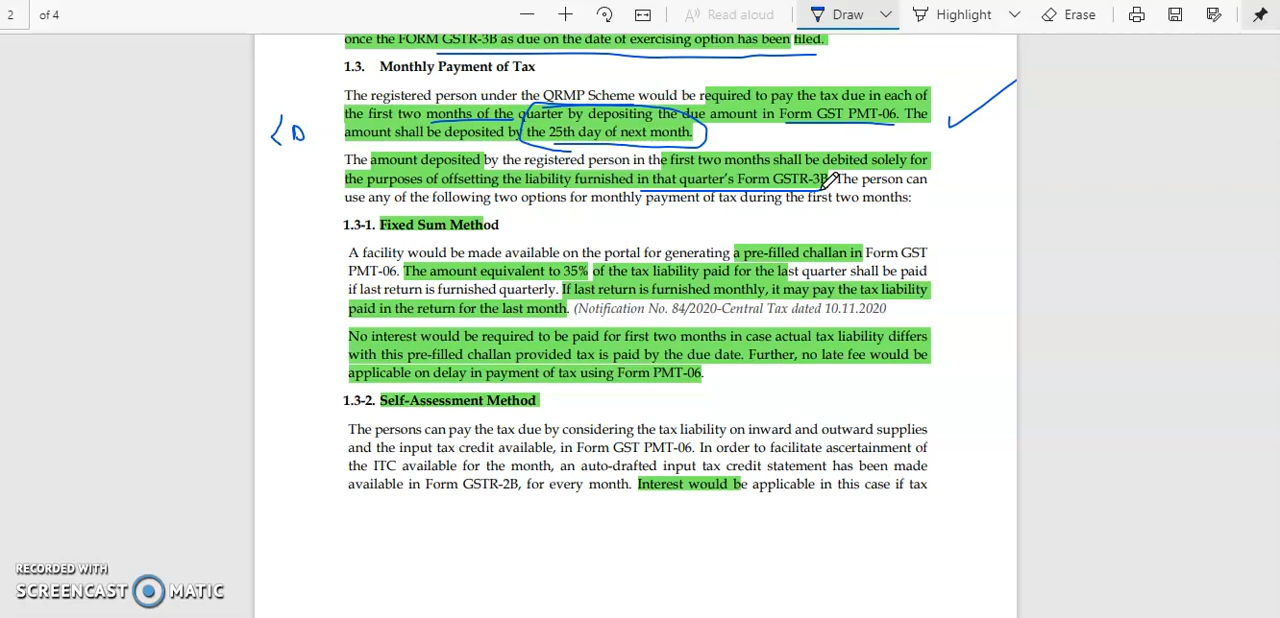 2 of 4 Read aloud Draw Highlight Erase
once the FORM GSTR-3B as due on the date of exercising option has been filed.
1.3. Monthly Payment of Tax
The registered person under the QRMP Scheme would be required to pay the tax due in each of
the first two months of the quarter by depositing the due amount in Form GST PMT-06. The
amount shall be deposited by the 25th day of next month.
The amount deposited by the registered person in the first two months shall be debited solely for
the purposes of offsetting the liability furnished in that quarter's Form GSTR-3B. The person can
use any of the following two options for monthly payment of tax during the first two months:
1.3-1. Fixed Sum Method
A facility would be made available on the portal for generating a pre-filled challan in Form GST
PMT-06. The amount equivalent to 35% of the tax liability paid for the last quarter shall be paid
if last return is furnished quarterly. If last return is furnished monthly, it may pay the tax liability
paid in the return for the last month. (Notification No. 84/2020-Central Tax dated 10.11.2020
No interest would be required to be paid for first two months in case actual tax liability differs
with this pre-filled challan provided tax is paid by the due date. Further, no late fee would be
applicable on delay in payment of tax using Form PMT-06.
1.3-2. Self-Assessment Method
The persons can pay the tax due by considering the tax liability on inward and outward supplies
and the input tax credit available, in Form GST PMT-06. In order to facilitate ascertainment of
the ITC available for the month, an auto-drafted input tax credit statement has been made
available in Form GSTR-2B, for every month. Interest would be applicable in this case if tax
RECORDED WITH
SCREENCAST MATIC